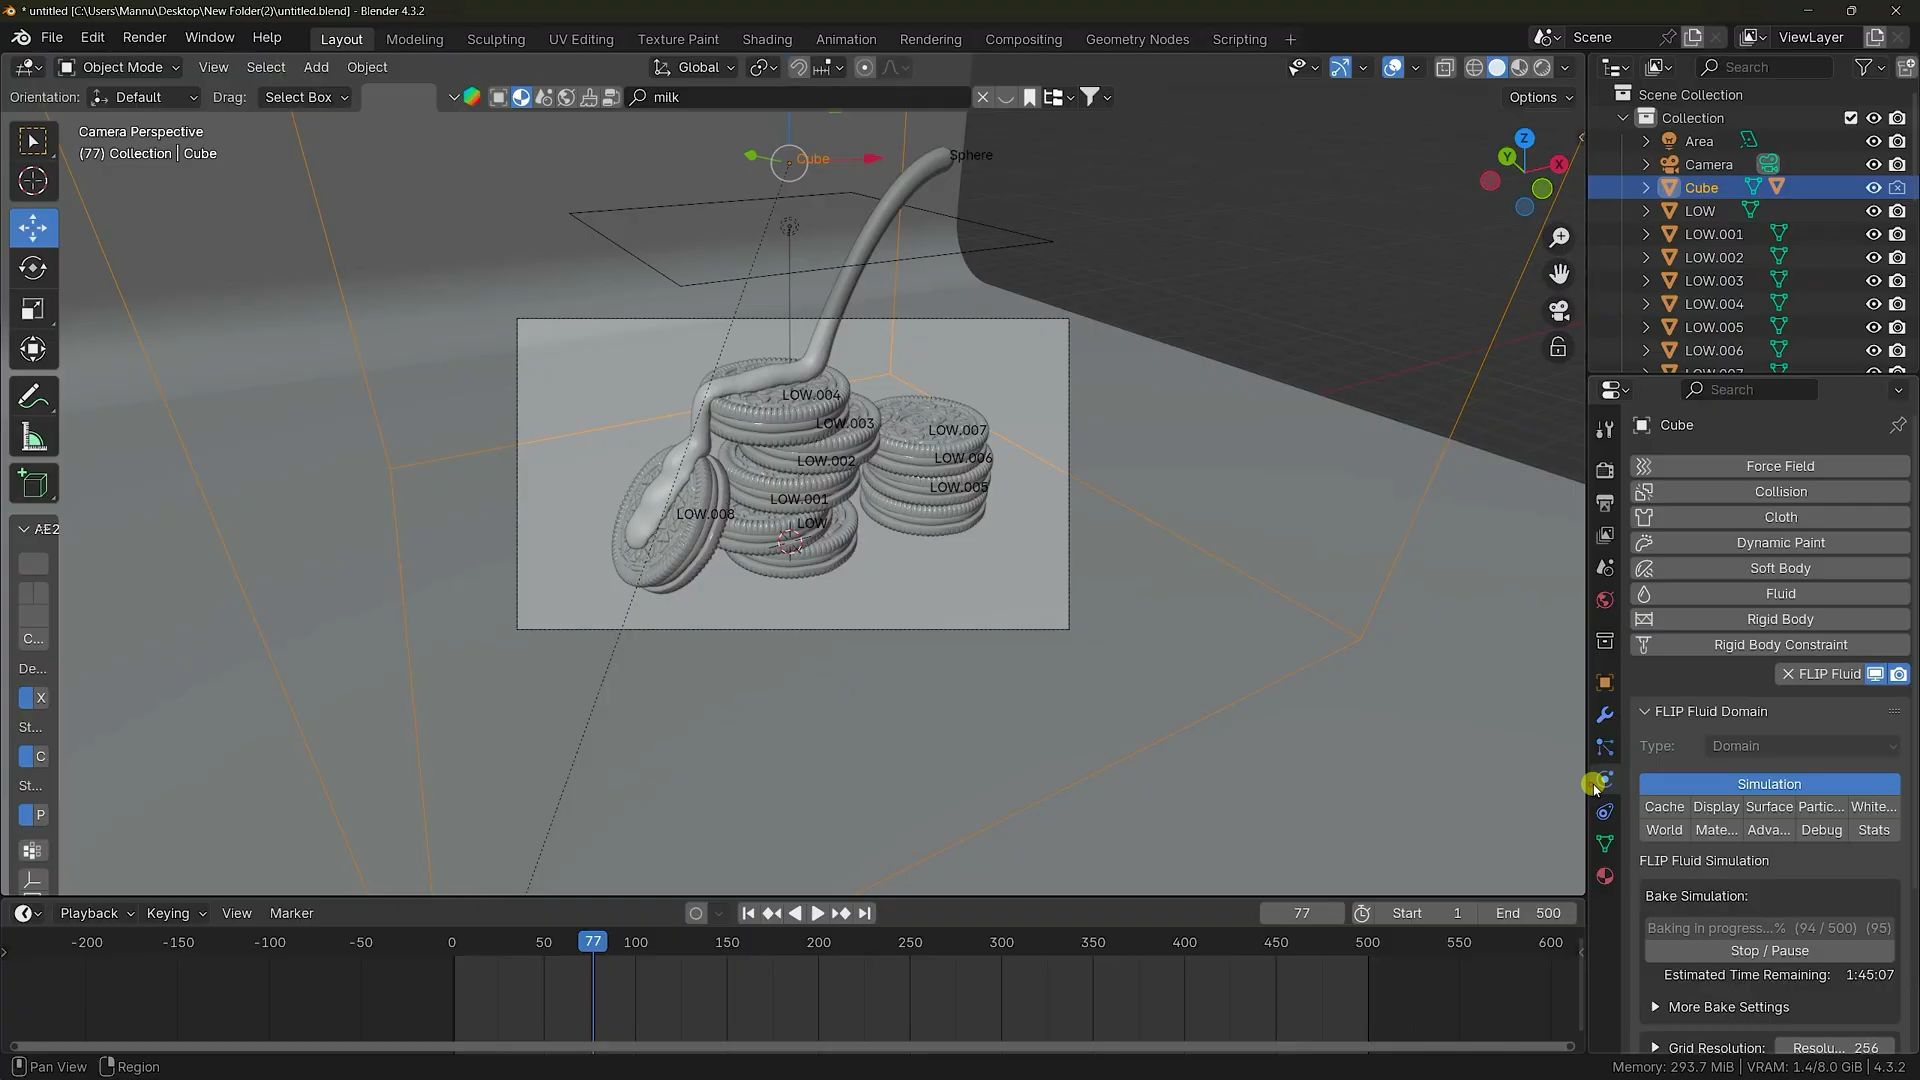 * untitled [C:\Users\Mannu\Desktop\New Folder(2)\untitled.blend] - Blender 4.3.2
File Edit Render Window Help Layout Modeling Sculpting UV Editing Texture Paint Shading Animation Rendering Compositing Geometry Nodes Scripting + Scene ViewLayer
Object Mode View Select Add Object Global Search
Orientation: Default Drag: Select Box milk Options
Scene Collection
Collection
Camera Perspective
(77) Collection | Cube
Area
Camera
Cube
LOW
LOW.001
LOW.002
LOW.003
LOW.004
LOW.005
LOW.006
Z
Y
X
Cube
Sphere
LOW.004
LOW.003
LOW.007
LOW.002
LOW.006
LOW.001
LOW.005
LOW.008
LOW
AE2
C...
De...
X
St...
C
St...
P
Search
Cube
Force Field
Collision
Cloth
Dynamic Paint
Soft Body
Fluid
Rigid Body
Rigid Body Constraint
FLIP Fluid
FLIP Fluid Domain
Type: Domain
Simulation
Cache Display Surface Partic... White...
World Mate... Adva... Debug Stats
FLIP Fluid Simulation
Bake Simulation:
Baking in progress...% (94 / 500) (95)
Stop / Pause
Estimated Time Remaining: 1:45:07
More Bake Settings
Grid Resolution: Resolu... 256
Playback Keying View Marker 77 Start 1 End 500
-200 -150 -100 -50 0 50 77 100 150 200 250 300 350 400 450 500 550 600
Pan View Region Memory: 293.7 MiB | VRAM: 1.4/8.0 GiB | 4.3.2